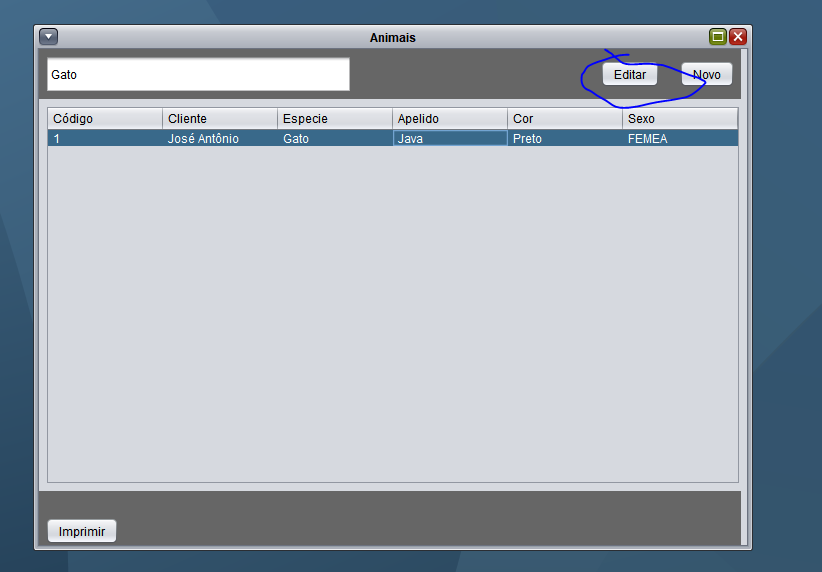 Animais
Gato Editar Novo
Código Cliente Especie Apelido Cor Sexo
1 José Antônio Gato Java Preto FEMEA
Imprimir